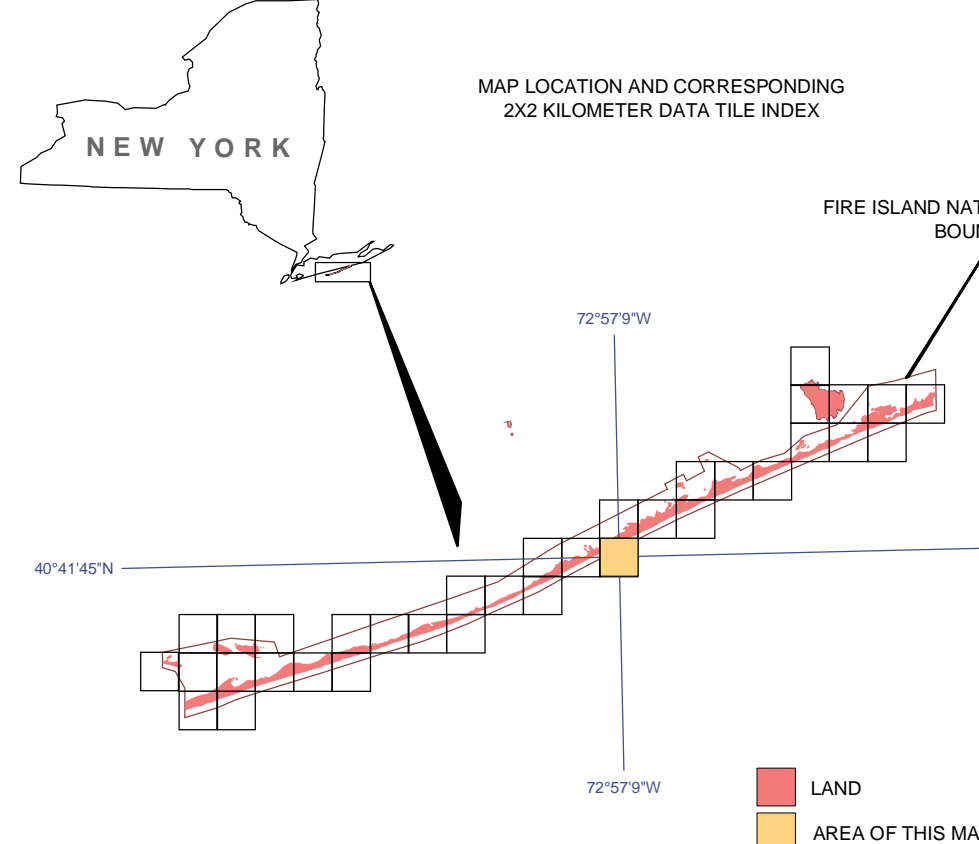 MAP LOCATION AND CORRESPONDING
2X2 KILOMETER DATA TILE INDEX
NEW YORK
FIRE ISLAND NAT
BOUN
72°57'9"W
40°41'45"N
72°57'9"W
LAND
AREA OF THIS MA